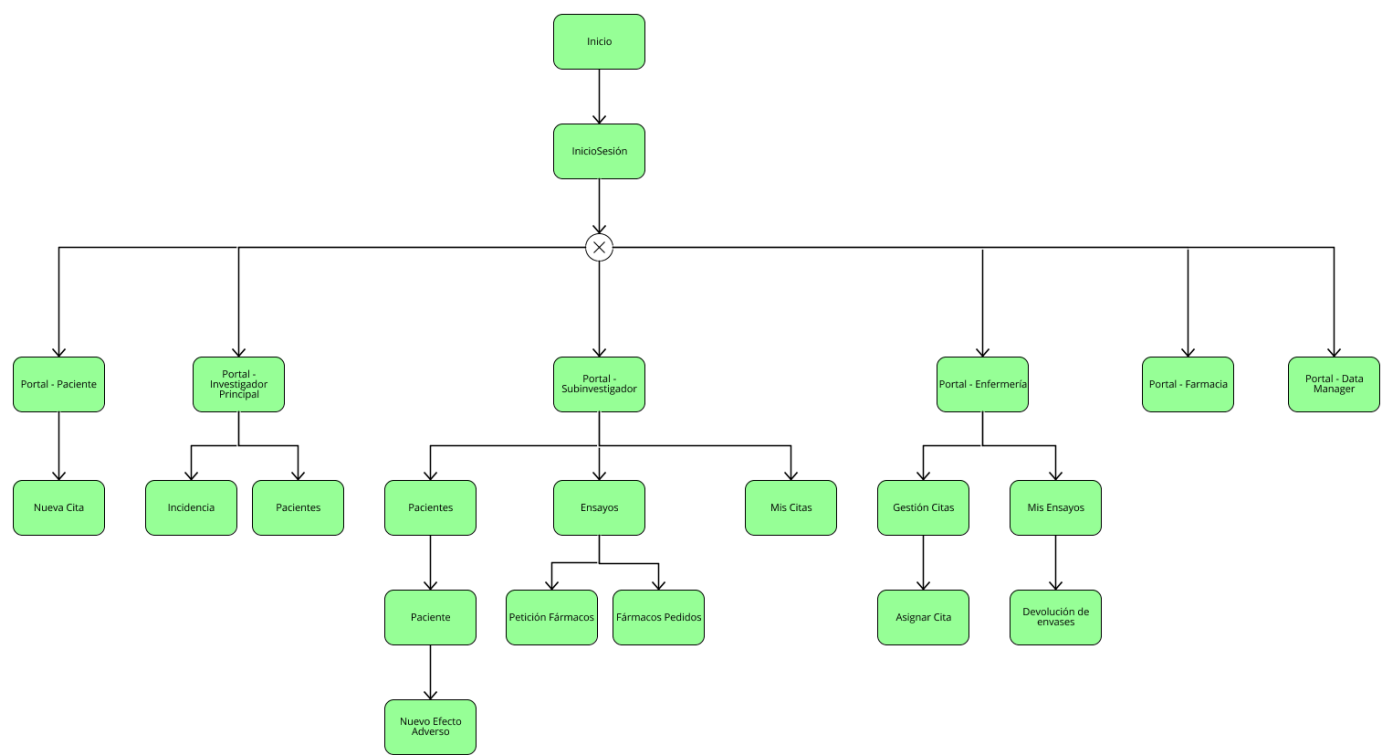 Inicio
InicioSesión
Portal - Paciente
Portal -
Investigador
Principal
Portal -
Subinvestigador
Portal - Enfermería
Portal - Farmacia
Portal - Data
Manager
Nueva Cita
Incidencia
Pacientes
Pacientes
Ensayos
Mis Citas
Gestión Citas
Mis Ensayos
Paciente
Petición Fármacos
Fármacos Pedidos
Asignar Cita
Devolución de
envases
Nuevo Efecto
Adverso